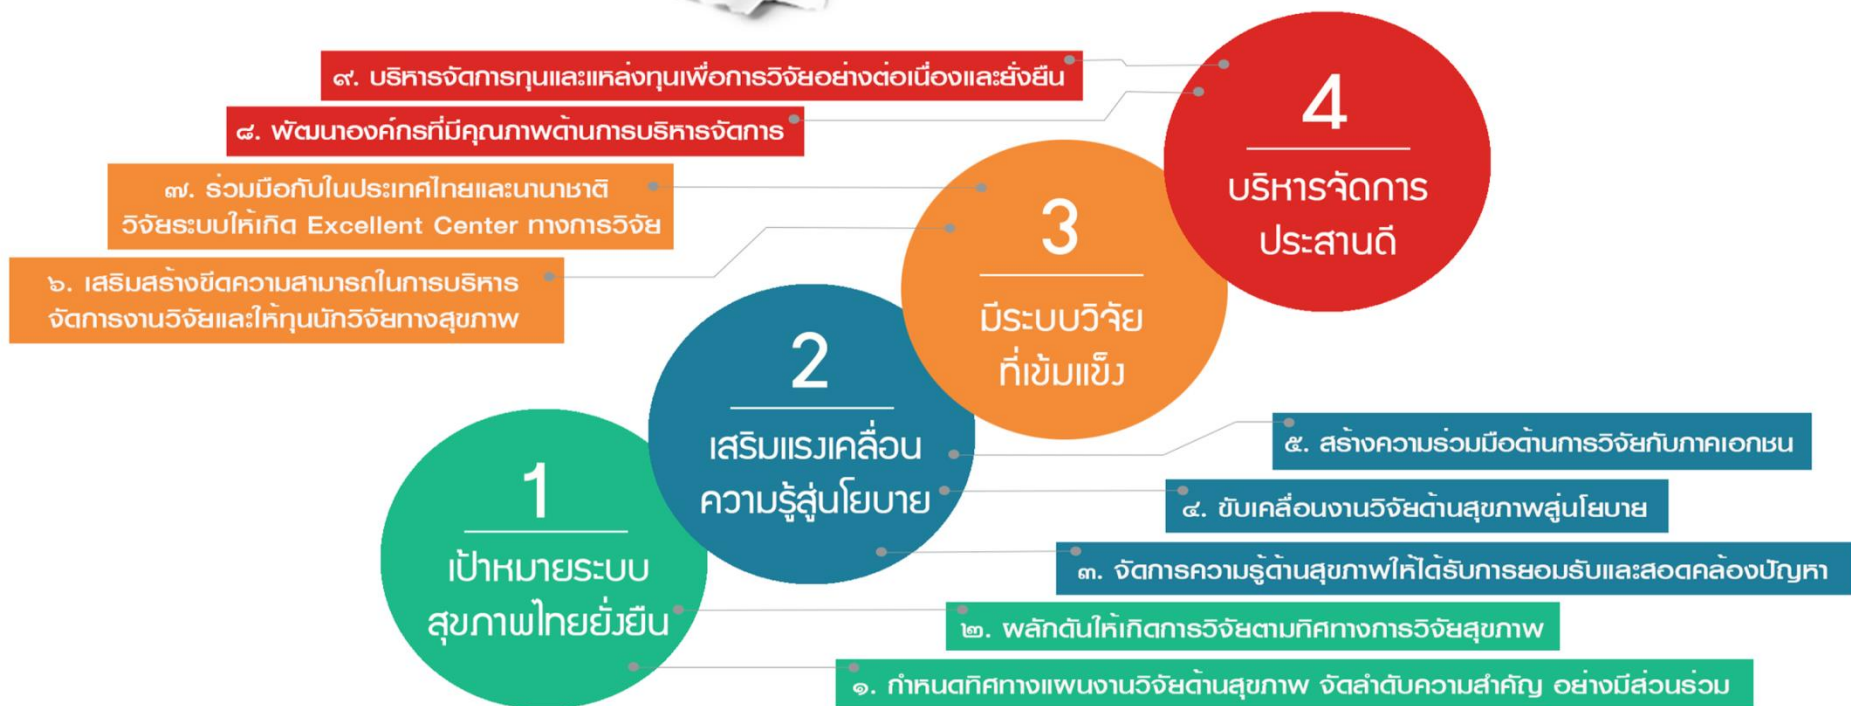 ๙. บริหารจัดการทุนและแหล่งทุนเพื่อการวิจัยอย่างต่อเนื่องและยั่งยืน
๘. พัฒนาองค์กรที่มีคุณภาพด้านการบริหารจัดการ
๗. ร่วมมือกับในประเทศไทยและนานาชาติ
วิจัยระบบให้เกิด Excellent Center ทางการวิจัย
๖. เสริมสร้างขีดความสามารถในการบริหาร
จัดการงานวิจัยและให้ทุนนักวิจัยทางสุขภาพ
4
บริหารจัดการ
ประสานดี
3
มีระบบวิจัย
ที่เข้มแข็ง
2
เสริมแรงเคลื่อน
ความรู้สู่นโยบาย
1
เป้าหมายระบบ
สุขภาพไทยยั่งยืน
๕. สร้างความร่วมมือด้านการวิจัยกับภาคเอกชน
๔. ขับเคลื่อนงานวิจัยด้านสุขภาพสู่นโยบาย
๓. จัดการความรู้ด้านสุขภาพให้ได้รับการยอมรับและสอดคล้องปัญหา
๒. ผลักดันให้เกิดการวิจัยตามทิศทางการวิจัยสุขภาพ
๑. กำหนดทิศทางแผนงานวิจัยด้านสุขภาพ จัดลำดับความสำคัญ อย่างมีส่วนร่วม